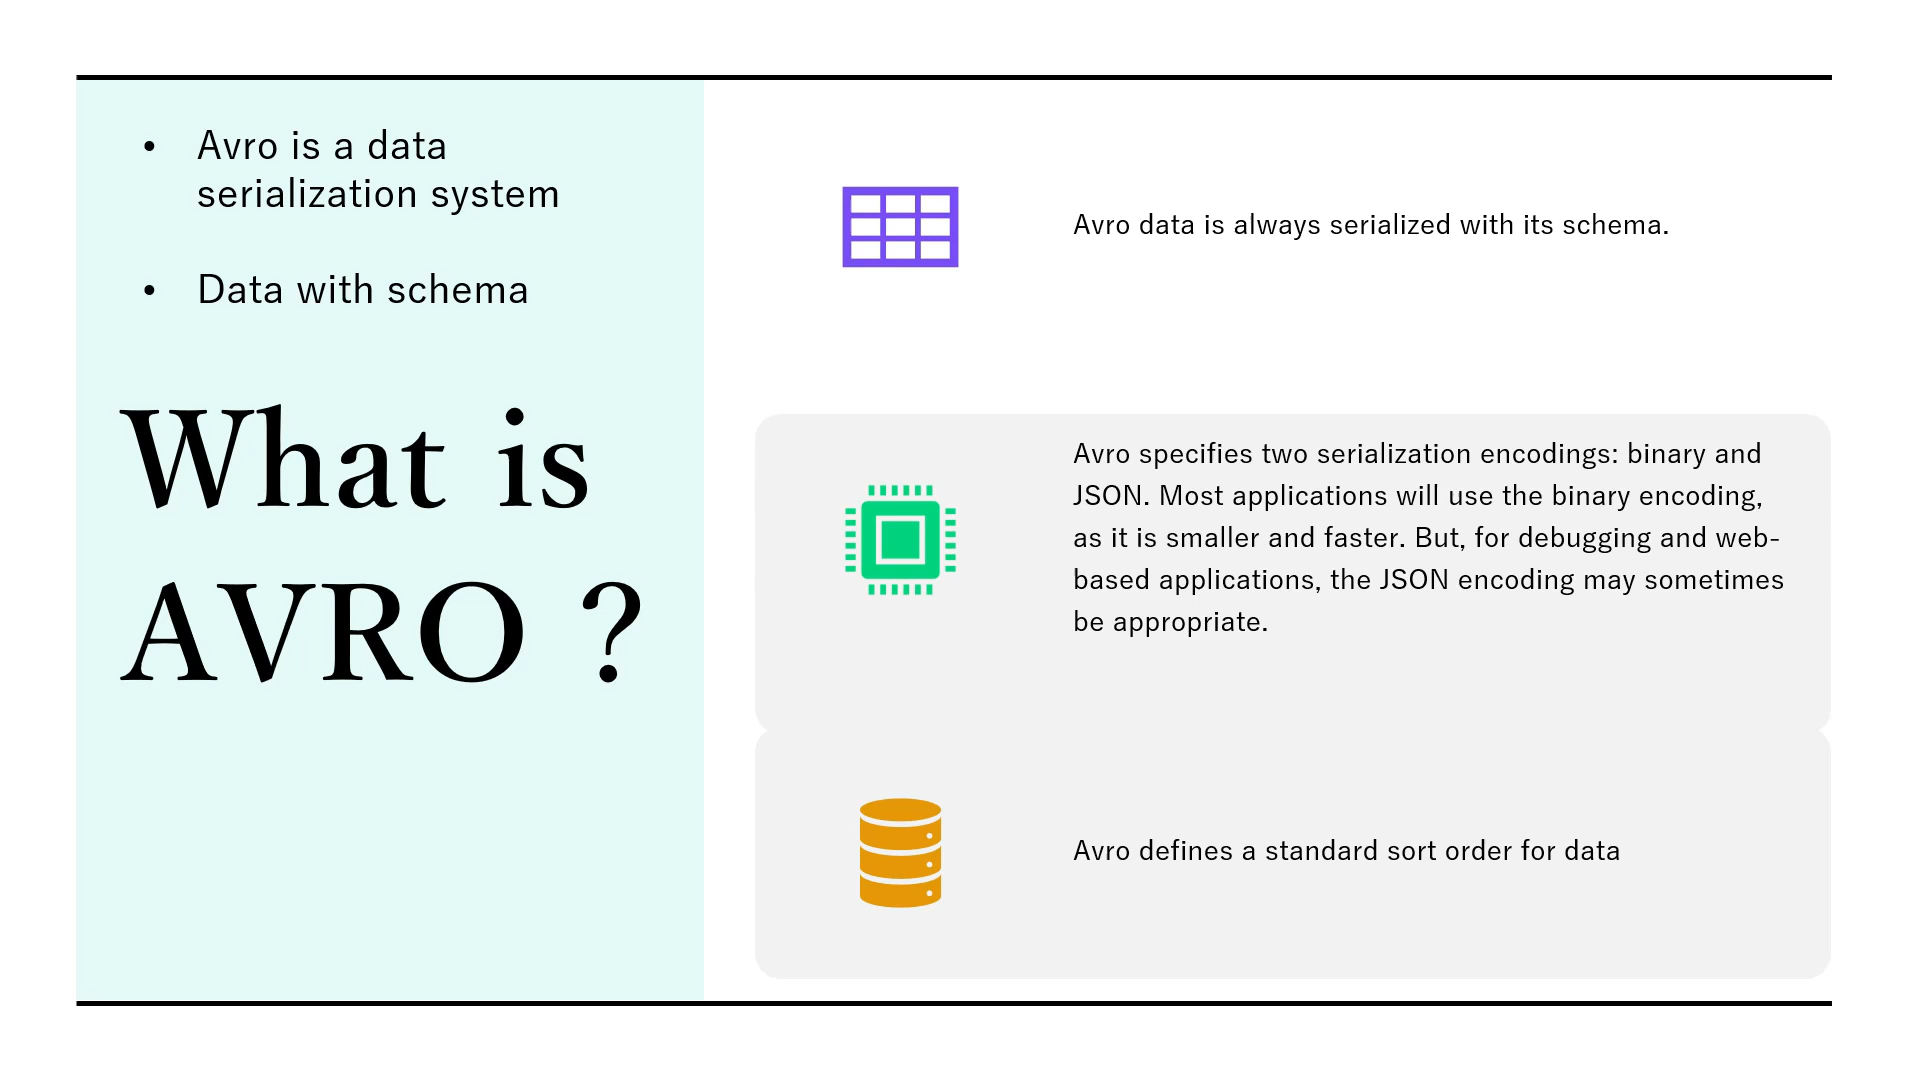 • Avro is a data
serialization system
• Data with schema
What is
AVRO ?
Avro data is always serialized with its schema.
Avro specifies two serialization encodings: binary and
JSON. Most applications will use the binary encoding,
as it is smaller and faster. But, for debugging and web-
based applications, the JSON encoding may sometimes
be appropriate.
Avro defines a standard sort order for data